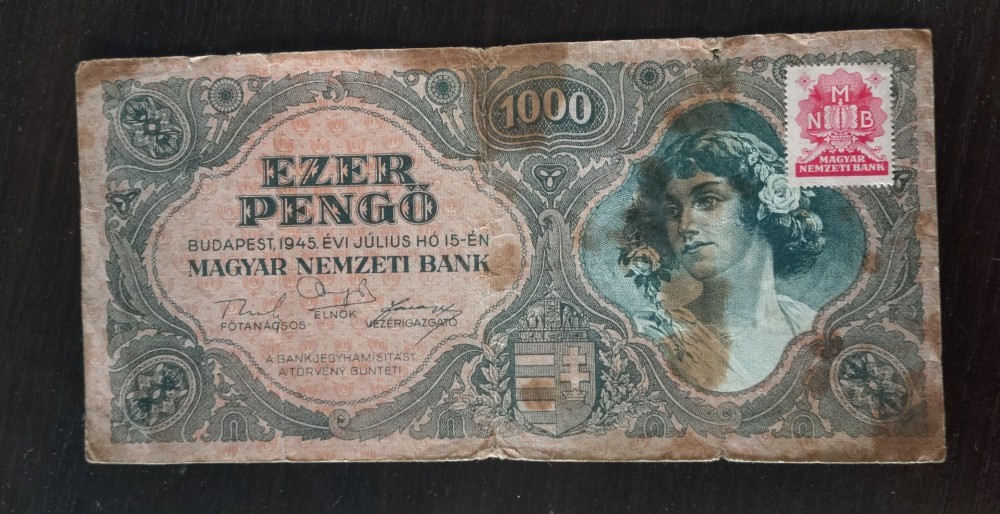 1000
EZER
PENGŐ
BUDAPEST, 1945. ÉVI JÚLIUS HÓ 15-ÉN
MAGYAR NEMZETI BANK
FŐTANÁCSOS
ELNÖK
VEZÉRIGAZGATÓ
A BANKJEGYHAMISITÁST
A TÖRVÉNY BÜNTETI
M
N B
MAGYAR
NEMZETI BANK